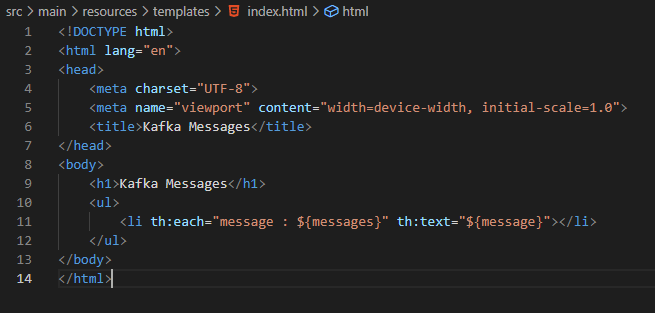 src > main > resources > templates > index.html > html
1 <!DOCTYPE html>
2 <html lang="en">
3 <head>
4     <meta charset="UTF-8">
5     <meta name="viewport" content="width=device-width, initial-scale=1.0">
6     <title>Kafka Messages</title>
7 </head>
8 <body>
9     <h1>Kafka Messages</h1>
10     <ul>
11         <li th:each="message : ${messages}" th:text="${message}"></li>
12     </ul>
13 </body>
14 </html>